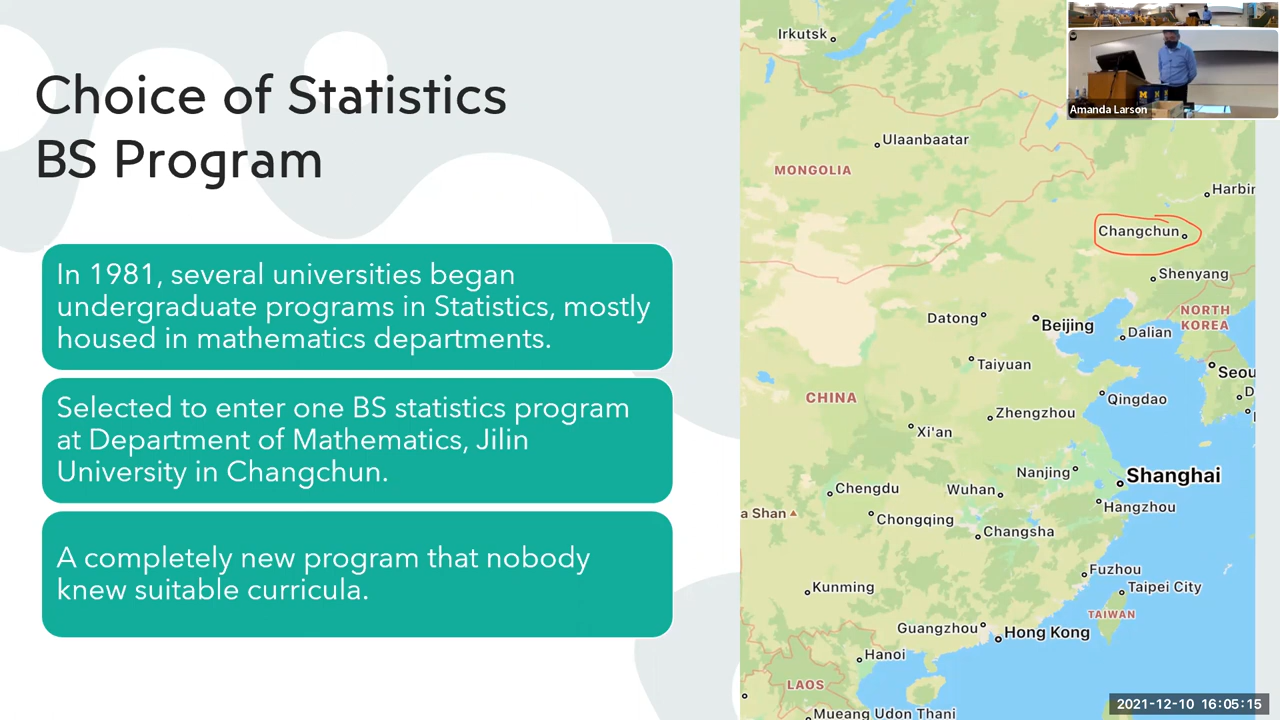 Choice of Statistics
BS Program
In 1981, several universities began
undergraduate programs in Statistics, mostly
housed in mathematics departments.
Selected to enter one BS statistics program
at Department of Mathematics, Jilin
University in Changchun.
A completely new program that nobody
knew suitable curricula.
Irkutsk
Ulaanbaatar
MONGOLIA
Harbin
Changchun
Shenyang
NORTH
KOREA
Datong
Beijing
Dalian
Taiyuan
Seou
CHINA
Qingdao
D
Zhengzhou
Xi'an
Nanjing
Shanghai
Chengdu
Wuhan
Hangzhou
a Shan
Chongqing
Changsha
Fuzhou
Kunming
Taipei City
TAIWAN
Guangzhou
Hong Kong
Hanoi
LAOS
Mueang Udon Thani
M
Amanda Larson
2021-12-10 16:05:15